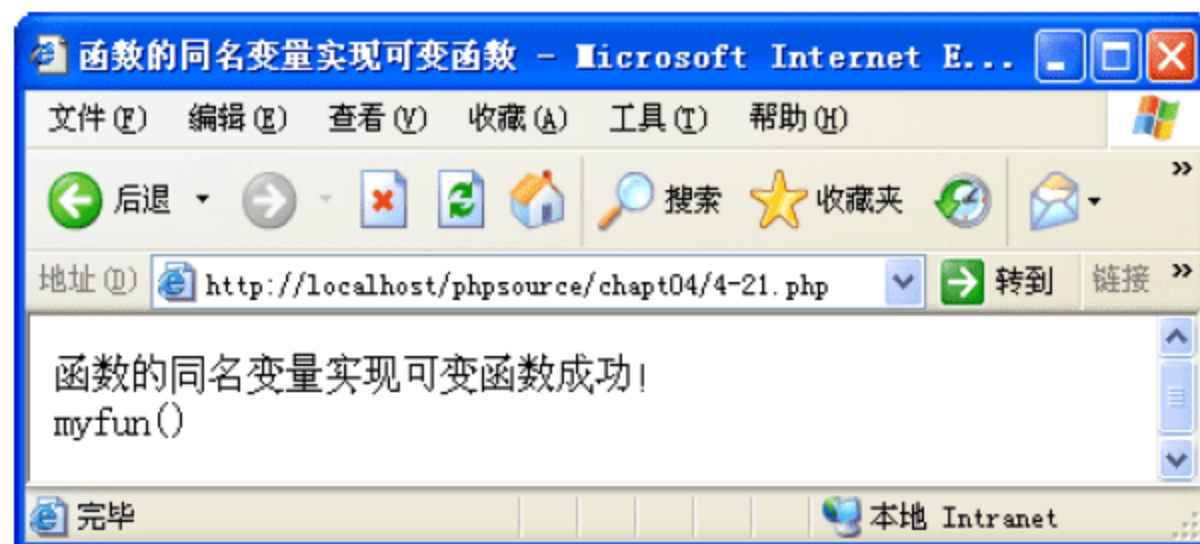 函数的同名变量实现可变函数 - Microsoft Internet E...
文件(F) 编辑(E) 查看(V) 收藏(A) 工具(T) 帮助(H)
后退 搜索 收藏夹 »
地址(D) http://localhost/phpsource/chapt04/4-21.php 转到 链接 »
函数的同名变量实现可变函数成功!
myfun()
完毕 本地 Intranet